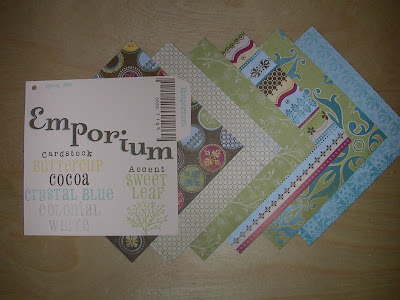 Emporium
Cardstock
Buttercup
COCOA
Crystal Blue
Colonial
White
Accent
Sweet
Leaf